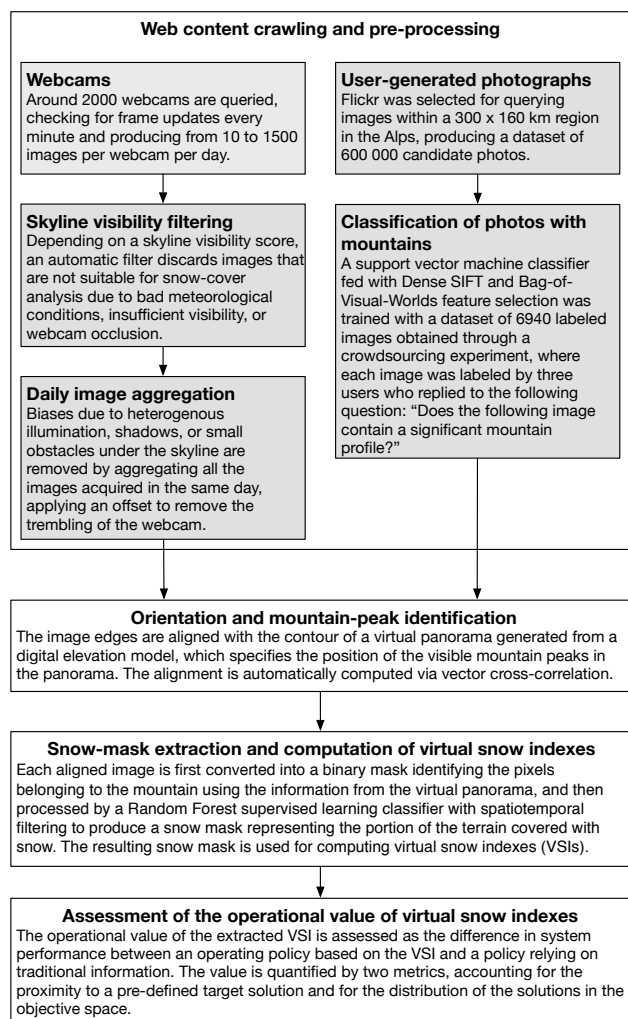 Web content crawling and pre-processing
Webcams
Around 2000 webcams are queried,
checking for frame updates every
minute and producing from 10 to 1500
images per webcam per day.
Skyline visibility filtering
Depending on a skyline visibility score,
an automatic filter discards images that
are not suitable for snow-cover
analysis due to bad meteorological
conditions, insufficient visibility, or
webcam occlusion.
Daily image aggregation
Biases due to heterogenous
illumination, shadows, or small
obstacles under the skyline are
removed by aggregating all the
images acquired in the same day,
applying an offset to remove the
trembling of the webcam.
User-generated photographs
Flickr was selected for querying
images within a 300 x 160 km region
in the Alps, producing a dataset of
600 000 candidate photos.
Classification of photos with
mountains
A support vector machine classifier
fed with Dense SIFT and Bag-of-
Visual-Worlds feature selection was
trained with a dataset of 6940 labeled
images obtained through a
crowdsourcing experiment, where
each image was labeled by three
users who replied to the following
question: “Does the following image
contain a significant mountain
profile?”
Orientation and mountain-peak identification
The image edges are aligned with the contour of a virtual panorama generated from a
digital elevation model, which specifies the position of the visible mountain peaks in
the panorama. The alignment is automatically computed via vector cross-correlation.
Snow-mask extraction and computation of virtual snow indexes
Each aligned image is first converted into a binary mask identifying the pixels
belonging to the mountain using the information from the virtual panorama, and then
processed by a Random Forest supervised learning classifier with spatiotemporal
filtering to produce a snow mask representing the portion of the terrain covered with
snow. The resulting snow mask is used for computing virtual snow indexes (VSIs).
Assessment of the operational value of virtual snow indexes
The operational value of the extracted VSI is assessed as the difference in system
performance between an operating policy based on the VSI and a policy relying on
traditional information. The value is quantified by two metrics, accounting for the
proximity to a pre-defined target solution and for the distribution of the solutions in the
objective space.